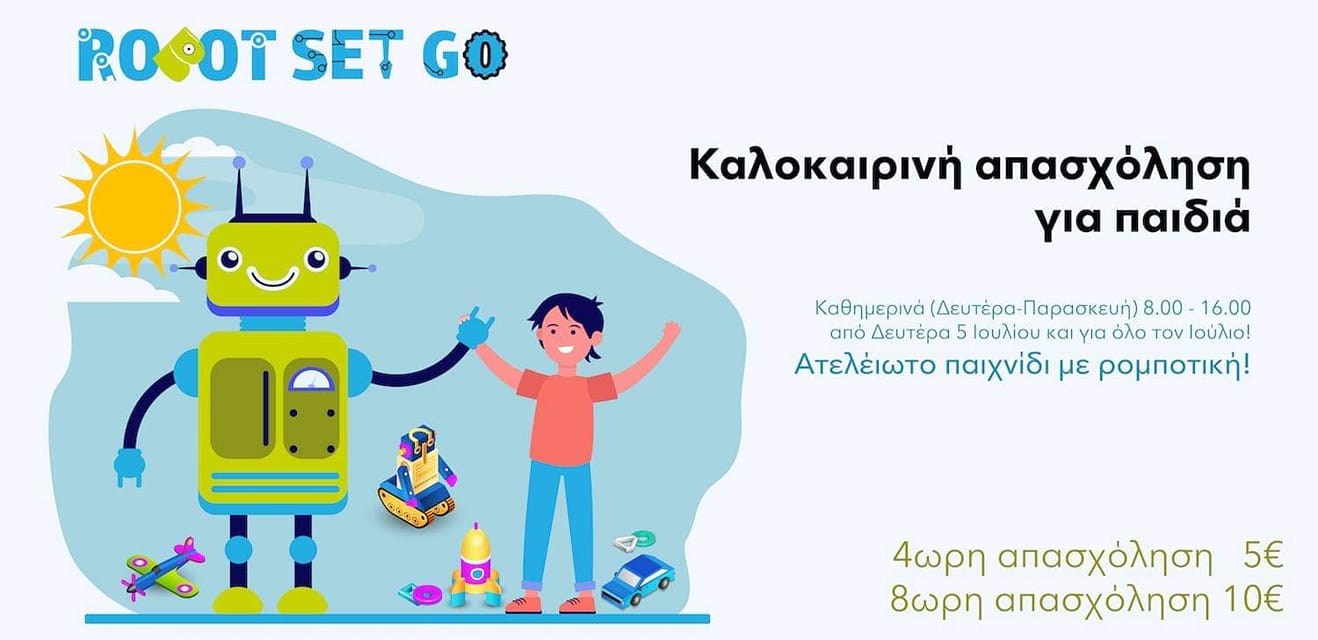 ROBOT SET GO
Καλοκαιρινή απασχόληση
για παιδιά
Καθημερινά (Δευτέρα-Παρασκευή) 8.00 - 16.00
από Δευτέρα 5 Ιουλίου και για όλο τον Ιούλιο!
Ατελέιωτο παιχνίδι με ρομποτική!
4ωρη απασχόληση 5€
8ωρη απασχόληση 10€